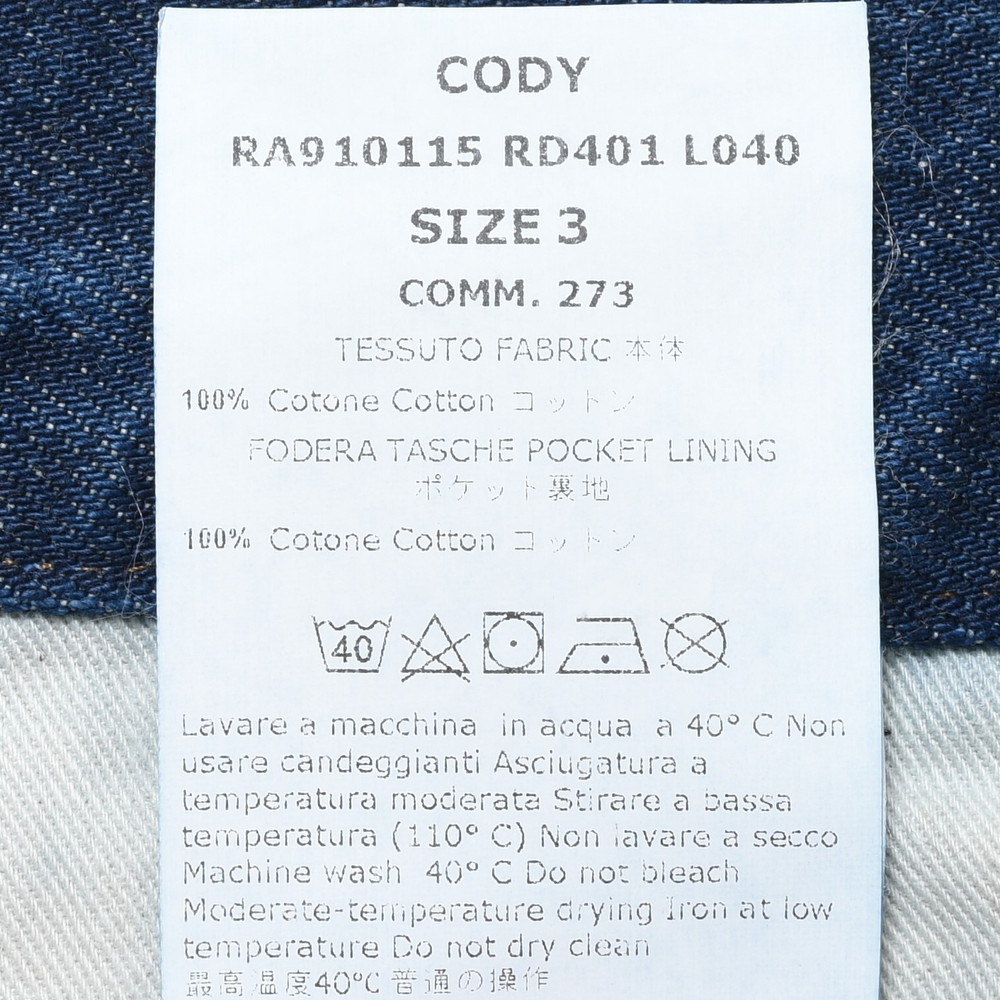 CODY
RA910115 RD401 L040
SIZE 3
COMM. 273
TESSUTO FABRIC 本体
100% Cotone Cotton コットン
FODERA TASCHE POCKET LINING
ポケット裏地
100% Cotone Cotton コットン
40
Lavare a macchina in acqua a 40° C Non
usare candeggianti Asciugatura a
temperatura moderata Stirare a bassa
temperatura (110° C) Non lavare a secco
Machine wash 40° C Do not bleach
Moderate-temperature drying Iron at low
temperature Do not dry clean
最高温度40℃普通の操作